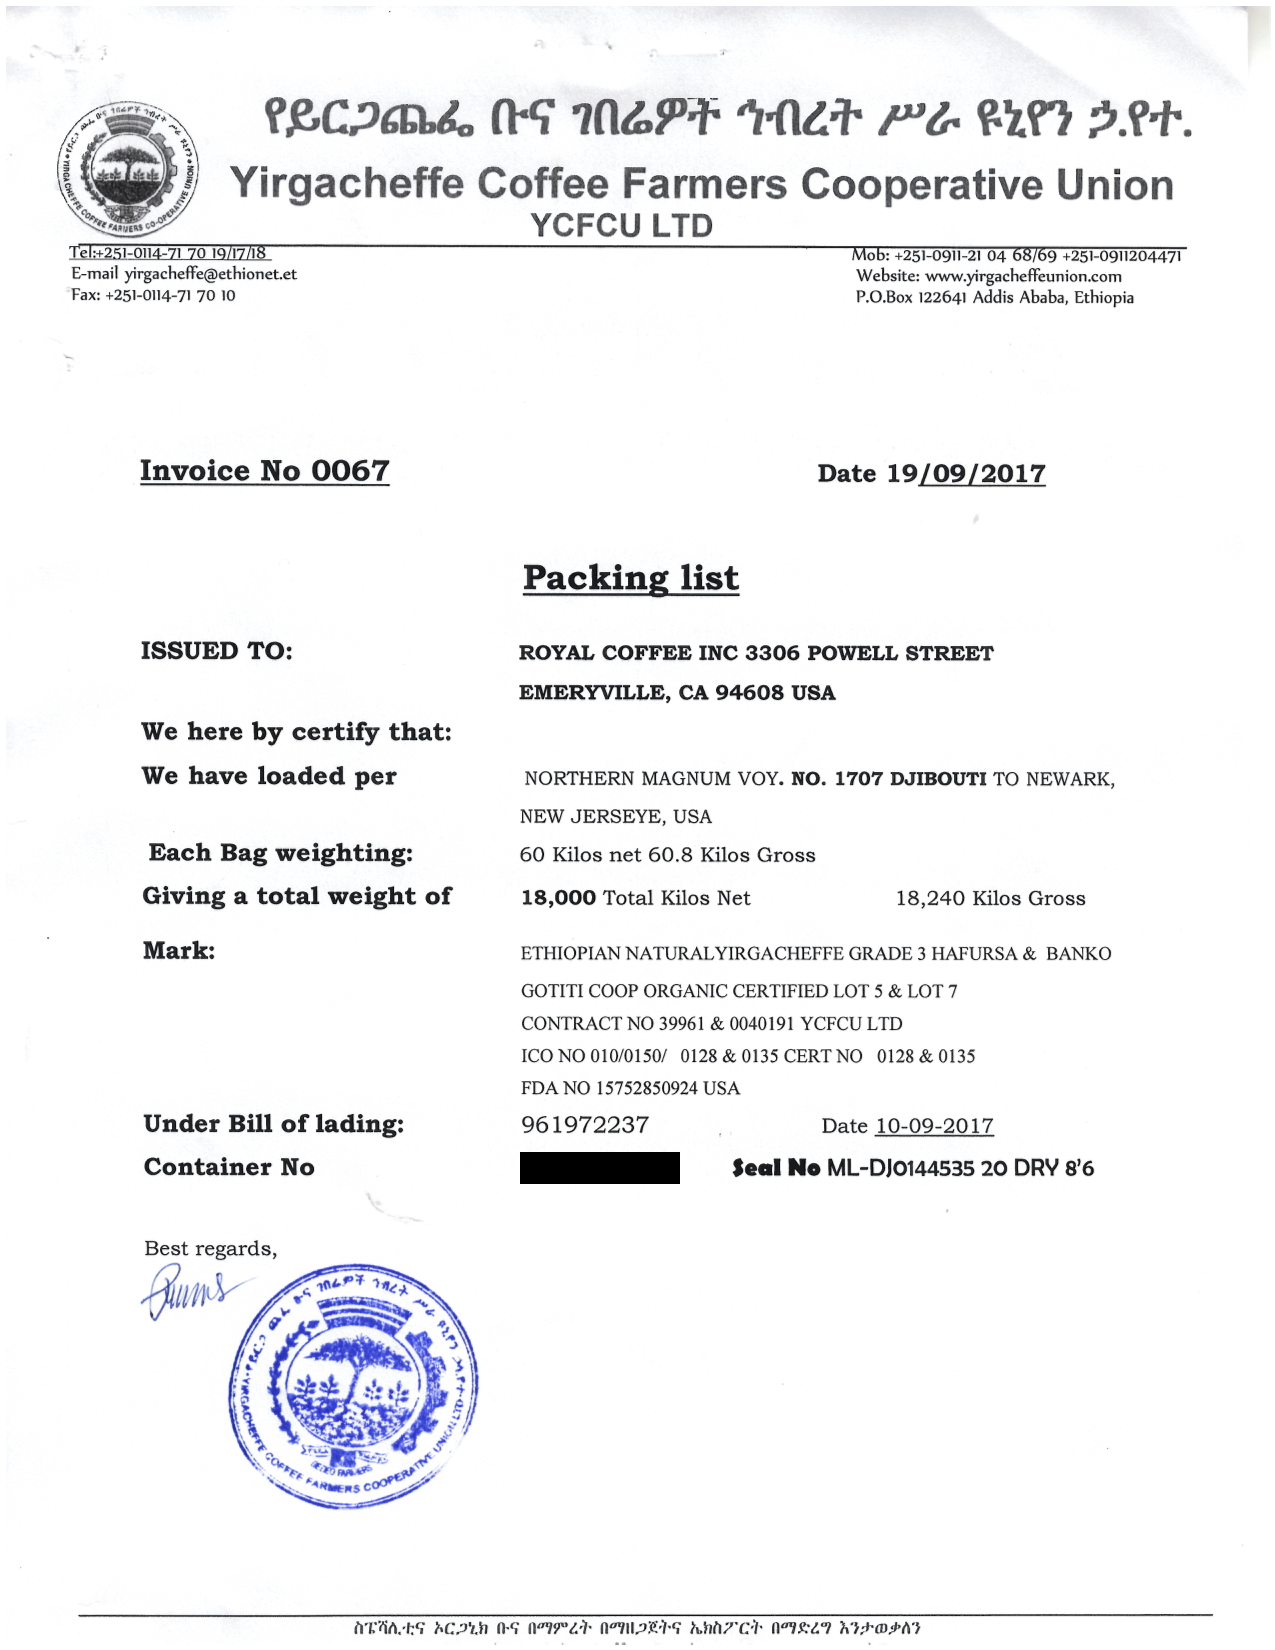 የይርጋጨፌ ቡና ገበሬዎች ኅብረት ሥራ ዩኒየን ኃ.የተ.
Yirgacheffe Coffee Farmers Cooperative Union
YCFCU LTD
Tel:+251-0114-71 70 19/17/18
E-mail yirgacheffe@ethionet.et
Fax: +251-0114-71 70 10
Mob: +251-0911-21 04 68/69 +251-0911204471
Website: www.yirgacheffeunion.com
P.O.Box 122641 Addis Ababa, Ethiopia
Invoice No 0067
Date 19/09/2017
Packing list
ISSUED TO: ROYAL COFFEE INC 3306 POWELL STREET
EMERYVILLE, CA 94608 USA
We here by certify that:
We have loaded per NORTHERN MAGNUM VOY. NO. 1707 DJIBOUTI TO NEWARK,
NEW JERSEYE, USA
Each Bag weighting: 60 Kilos net 60.8 Kilos Gross
Giving a total weight of 18,000 Total Kilos Net 18,240 Kilos Gross
Mark: ETHIOPIAN NATURALYIRGACHEFFE GRADE 3 HAFURSA & BANKO
GOTITI COOP ORGANIC CERTIFIED LOT 5 & LOT 7
CONTRACT NO 39961 & 0040191 YCFCU LTD
ICO NO 010/0150/ 0128 & 0135 CERT NO 0128 & 0135
FDA NO 15752850924 USA
Under Bill of lading: 961972237 Date 10-09-2017
Container No Seal No ML-DJ0144535 20 DRY 8'6
Best regards,
YIRGACHEFFE COFFEE FARMERS COOPERATIVE UNION LTD
ስፔሻሊቲና ኦርጋኒክ ቡና በማምረት በማዘጋጀትና ኤክስፖርት በማድረግ እንታወቃለን